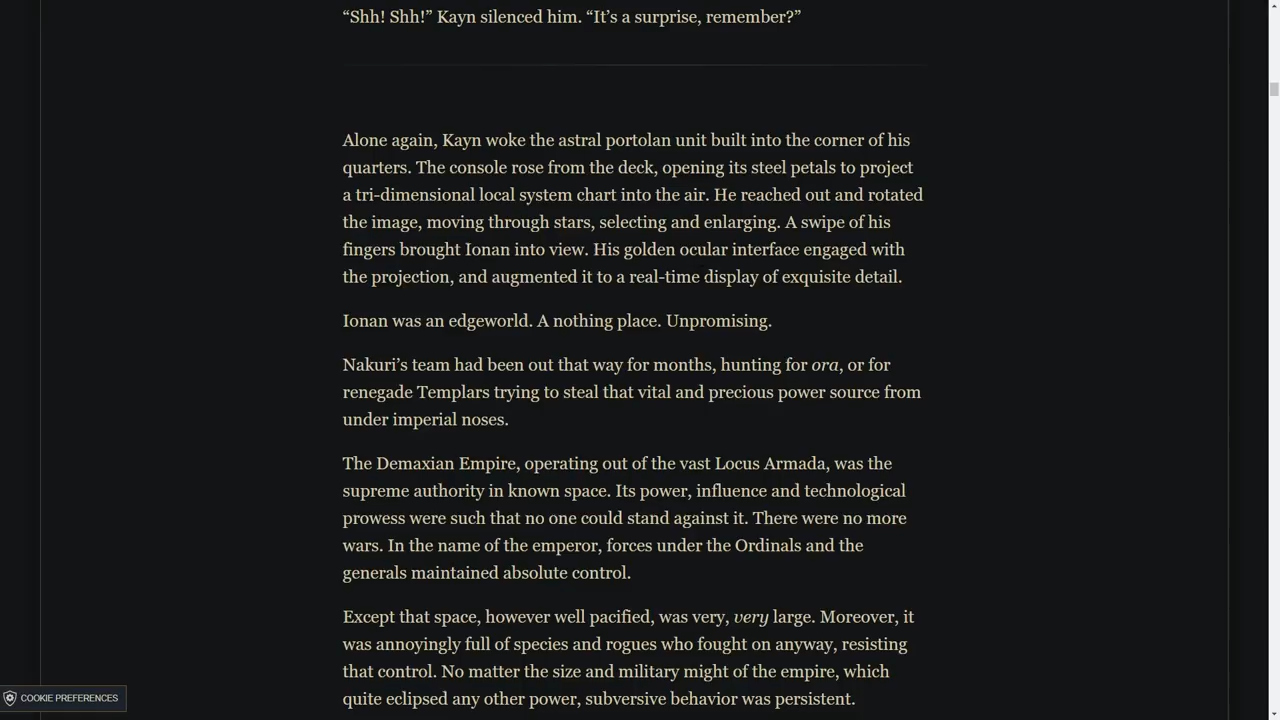 “Shh! Shh!” Kayn silenced him. “It’s a surprise, remember?”
Alone again, Kayn woke the astral portolan unit built into the corner of his
quarters. The console rose from the deck, opening its steel petals to project
a tri-dimensional local system chart into the air. He reached out and rotated
the image, moving through stars, selecting and enlarging. A swipe of his
fingers brought Ionan into view. His golden ocular interface engaged with
the projection, and augmented it to a real-time display of exquisite detail.
Ionan was an edgeworld. A nothing place. Unpromising.
Nakuri’s team had been out that way for months, hunting for ora, or for
renegade Templars trying to steal that vital and precious power source from
under imperial noses.
The Demaxian Empire, operating out of the vast Locus Armada, was the
supreme authority in known space. Its power, influence and technological
prowess were such that no one could stand against it. There were no more
wars. In the name of the emperor, forces under the Ordinals and the
generals maintained absolute control.
Except that space, however well pacified, was very, very large. Moreover, it
was annoyingly full of species and rogues who fought on anyway, resisting
that control. No matter the size and military might of the empire, which
quite eclipsed any other power, subversive behavior was persistent.
COOKIE PREFERENCES